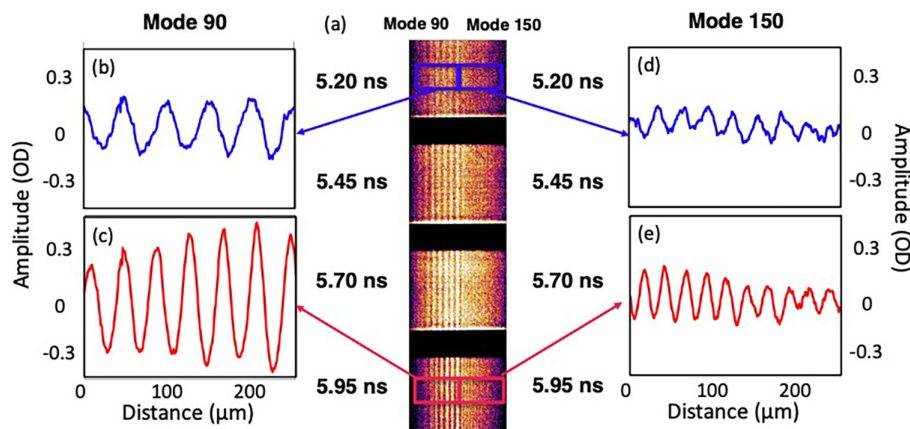 Mode 90
(a)
Mode 90
Mode 150
Mode 150
(b)
0.3
0
-0.3
5.20 ns
5.20 ns
(d)
0.3
0
-0.3
5.45 ns
5.45 ns
Amplitude (OD)
Amplitude (OD)
(c)
0.3
0
-0.3
5.70 ns
5.70 ns
(e)
0.3
0
-0.3
5.95 ns
5.95 ns
0
100
200
Distance (µm)
0
100
200
Distance (µm)